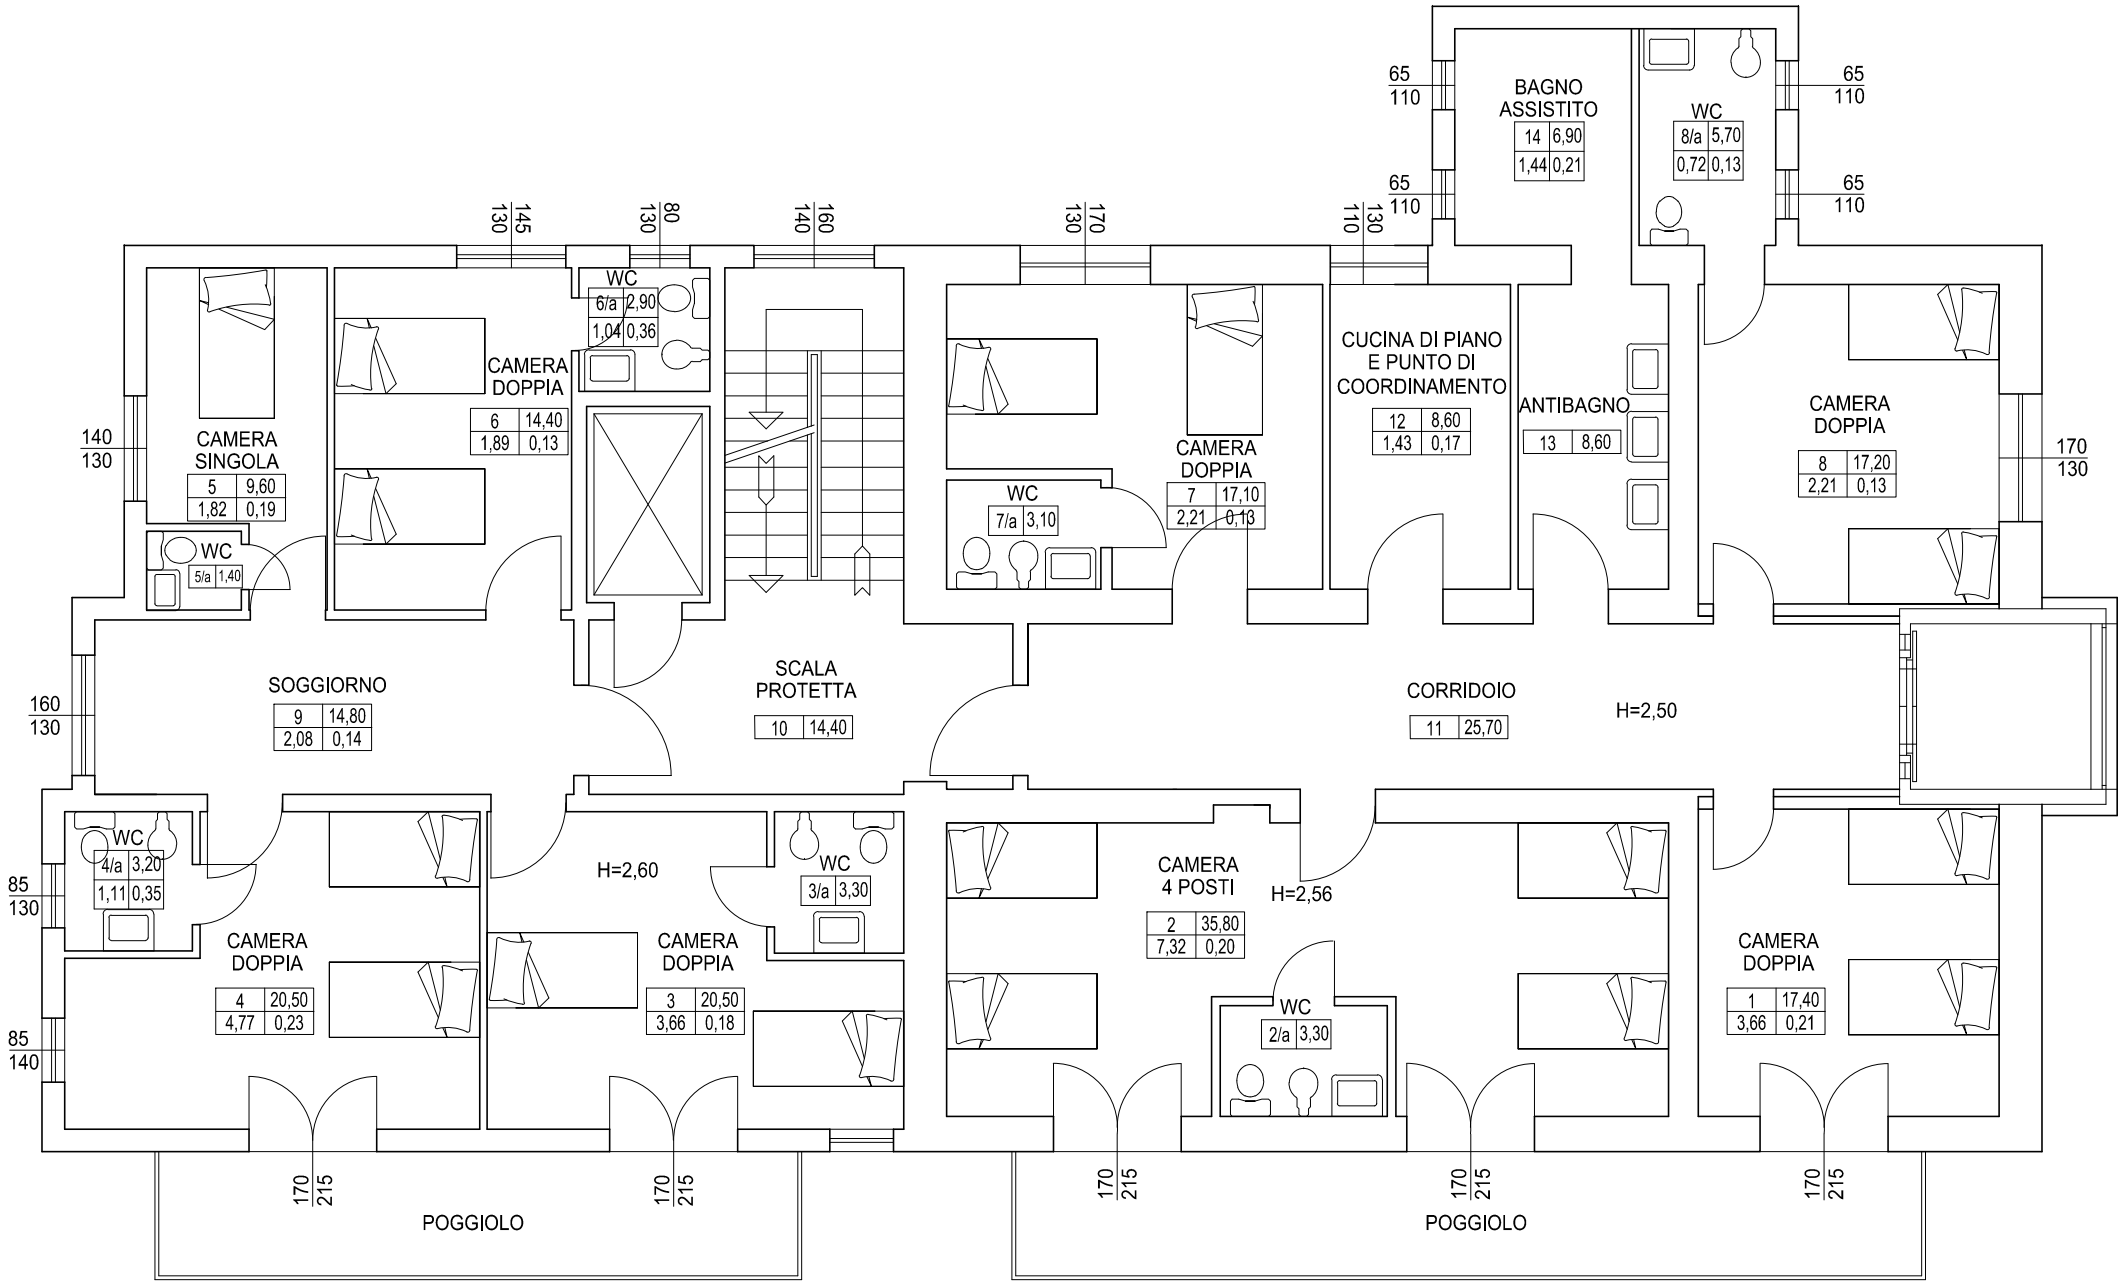 65
110
BAGNO
ASSISTITO
14 6,90
1,44 0,21
WC
8/a 5,70
0,72 0,13
65
110
65
110
65
110
145
130
80
130
160
140
170
130
130
110
WC
6/a 2,90
1,04 0,36
CAMERA
DOPPIA
6 14,40
1,89 0,13
140
130
CAMERA
SINGOLA
5 9,60
1,82 0,19
WC
5/a 1,40
CUCINA DI PIANO
E PUNTO DI
COORDINAMENTO
12 8,60
1,43 0,17
ANTIBAGNO
13 8,60
CAMERA
DOPPIA
8 17,20
2,21 0,13
170
130
CAMERA
DOPPIA
7 17,10
2,21 0,13
WC
7/a 3,10
160
130
SOGGIORNO
9 14,80
2,08 0,14
SCALA
PROTETTA
10 14,40
CORRIDOIO
11 25,70
H=2,50
WC
4/a 3,20
1,11 0,35
85
130
H=2,60
WC
3/a 3,30
CAMERA
4 POSTI
H=2,56
2 35,80
7,32 0,20
CAMERA
DOPPIA
4 20,50
4,77 0,23
CAMERA
DOPPIA
3 20,50
3,66 0,18
CAMERA
DOPPIA
1 17,40
3,66 0,21
WC
2/a 3,30
85
140
170
215
170
215
170
215
170
215
170
215
POGGIOLO
POGGIOLO